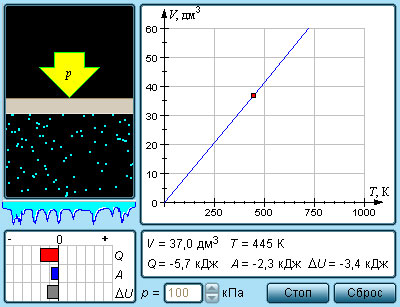 p
V, дм³
60
50
40
30
20
10
0
250 500 750 1000
T, К
- 0 +
Q
A
ΔU
V = 37,0 дм³ T = 445 К
Q = -5,7 кДж A = -2,3 кДж ΔU = -3,4 кДж
p = 100 кПа
Стоп
Сброс